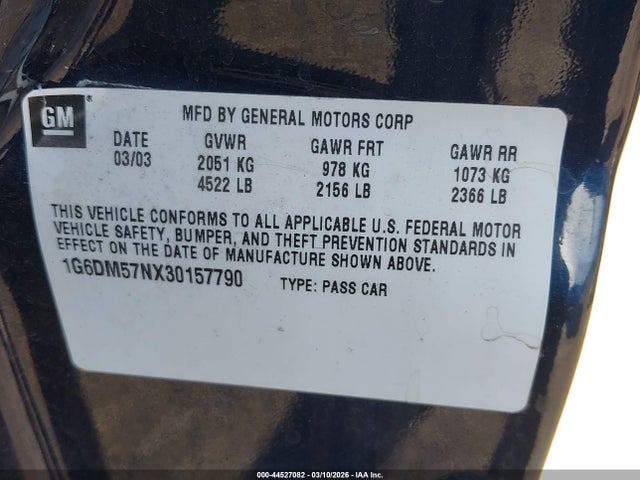 GM
MFD BY GENERAL MOTORS CORP
DATE GVWR GAWR FRT GAWR RR
03/03 2051 KG 978 KG 1073 KG
4522 LB 2156 LB 2366 LB
THIS VEHICLE CONFORMS TO ALL APPLICABLE U.S. FEDERAL MOTOR
VEHICLE SAFETY, BUMPER, AND THEFT PREVENTION STANDARDS IN
EFFECT ON THE DATE OF MANUFACTURE SHOWN ABOVE.
1G6DM57NX30157790 TYPE: PASS CAR
000-44527082 - 03/10/2026 - IAA Inc.